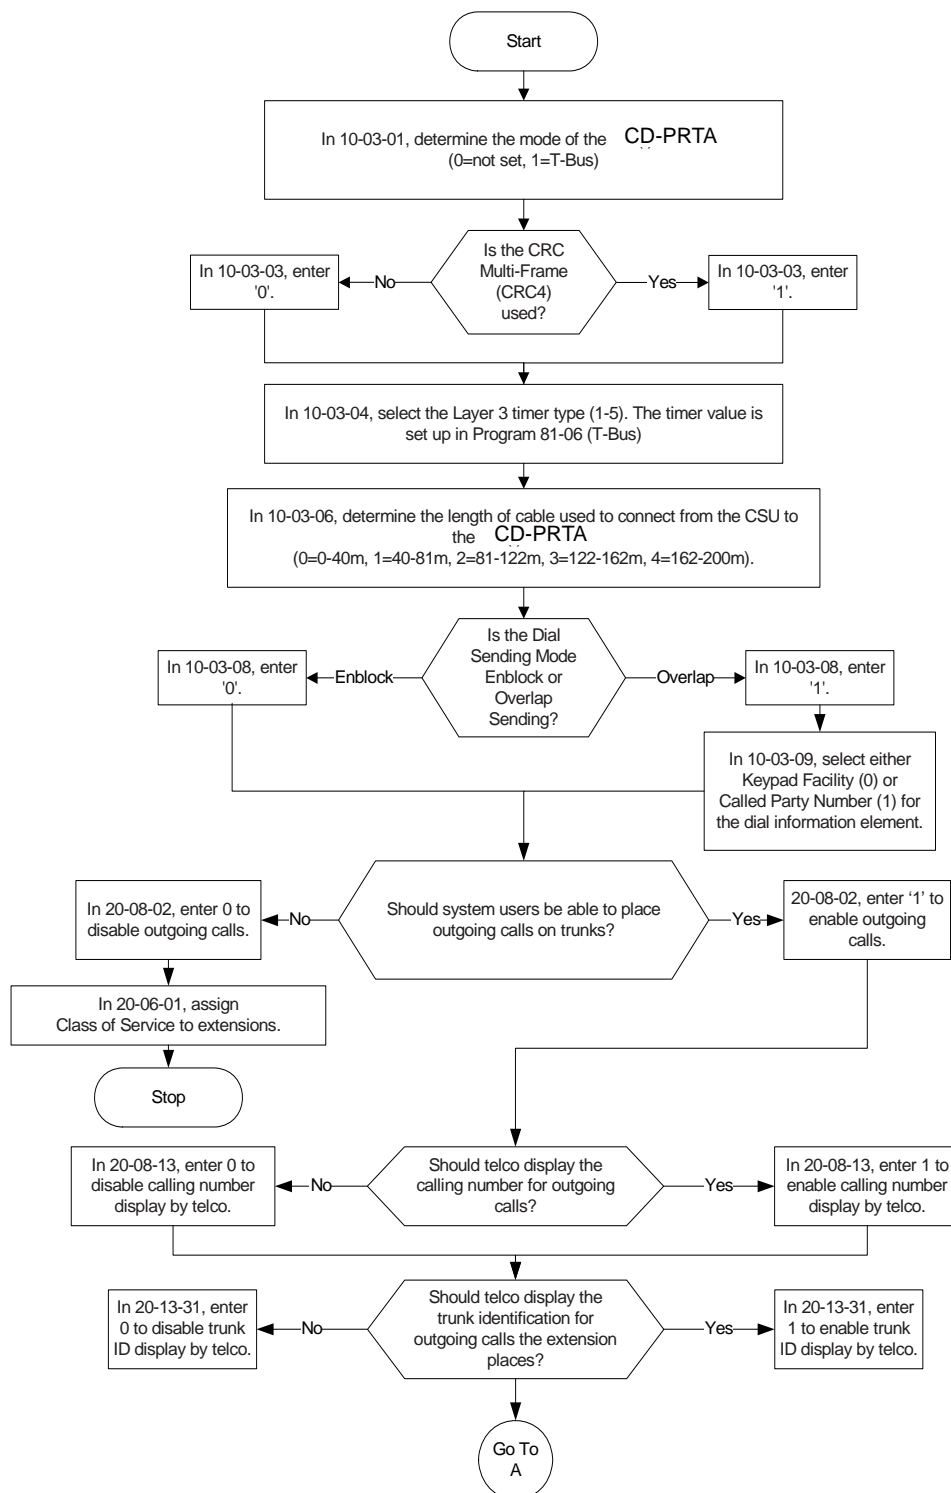 Start
In 10-03-01, determine the mode of the CD-PRTA
(0=not set, 1=T-Bus)
Is the CRC
Multi-Frame
(CRC4)
used?
No
Yes
In 10-03-03, enter
'0'.
In 10-03-03, enter
'1'.
In 10-03-04, select the Layer 3 timer type (1-5). The timer value is
set up in Program 81-06 (T-Bus)
In 10-03-06, determine the length of cable used to connect from the CSU to
the CD-PRTA
(0=0-40m, 1=40-81m, 2=81-122m, 3=122-162m, 4=162-200m).
Is the Dial
Sending Mode
Enblock or
Overlap
Sending?
Enblock
Overlap
In 10-03-08, enter
'0'.
In 10-03-08, enter
'1'.
In 10-03-09, select either
Keypad Facility (0) or
Called Party Number (1) for
the dial information element.
Should system users be able to place
outgoing calls on trunks?
No
Yes
In 20-08-02, enter 0 to
disable outgoing calls.
20-08-02, enter ‘1’ to
enable outgoing
calls.
In 20-06-01, assign
Class of Service to extensions.
Stop
Should telco display the
calling number for outgoing
calls?
No
Yes
In 20-08-13, enter 0 to
disable calling number
display by telco.
In 20-08-13, enter 1 to
enable calling number
display by telco.
Should telco display the
trunk identification for
outgoing calls the extension
places?
No
Yes
In 20-13-31, enter
0 to disable trunk
ID display by telco.
In 20-13-31, enter
1 to enable trunk
ID display by telco.
Go To
A